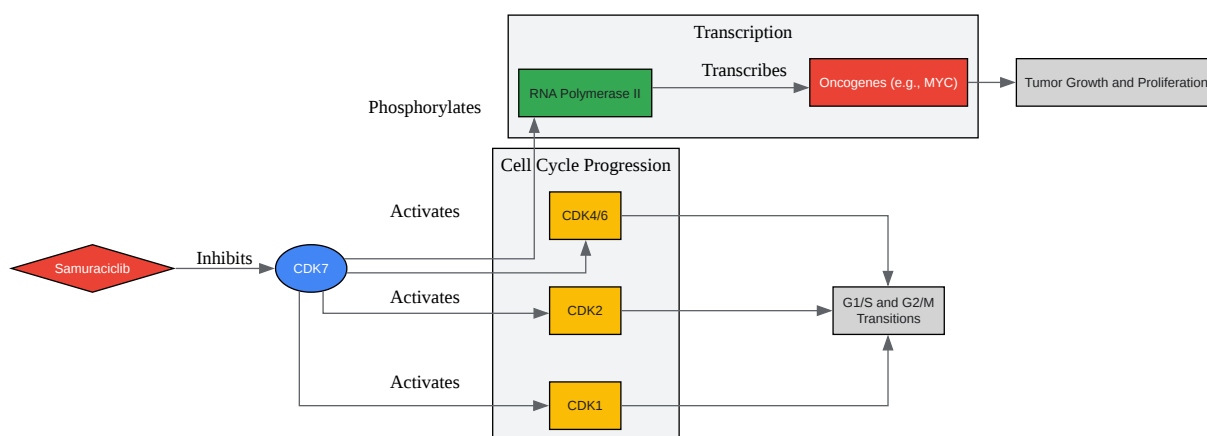 Transcription
RNA Polymerase II
Transcribes
Oncogenes (e.g., MYC)
Tumor Growth and Proliferation
Phosphorylates
Cell Cycle Progression
Activates
CDK4/6
Samuraciclib
Inhibits
CDK7
Activates
CDK2
G1/S and G2/M
Transitions
Activates
CDK1